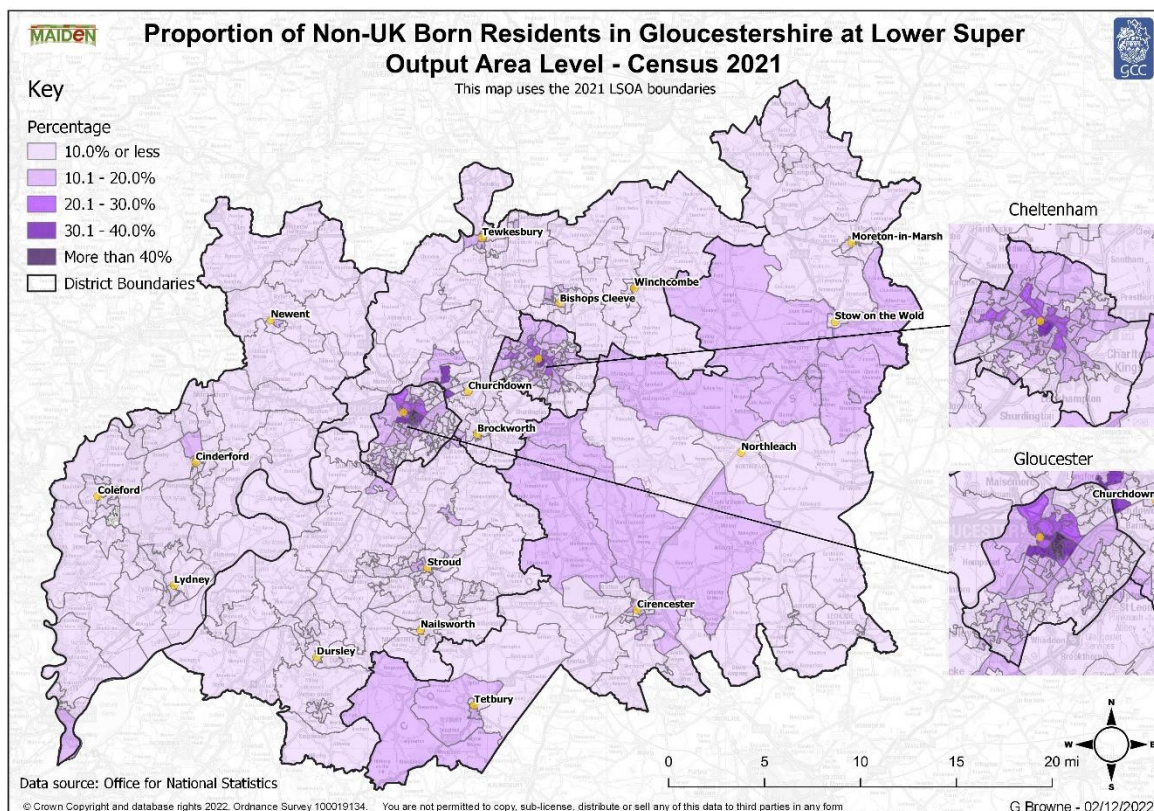 MAIDEN
Proportion of Non-UK Born Residents in Gloucestershire at Lower Super
Output Area Level - Census 2021
This map uses the 2021 LSOA boundaries
GCC
Key
Percentage
10.0% or less
10.1 - 20.0%
20.1 - 30.0%
30.1 - 40.0%
More than 40%
District Boundaries
Tewkesbury
Moreton-in-Marsh
Winchcombe
Bishops Cleeve
Newent
Stow on the Wold
Churchdown
Brockworth
Northleach
Cinderford
Coleford
Stroud
Lydney
Cirencester
Nailsworth
Dursley
Tetbury
Cheltenham
Gloucester
Churchdown
N
W
E
S
0 5 10 15 20 mi
Data source: Office for National Statistics
© Crown Copyright and database rights 2022. Ordnance Survey 100019134. You are not permitted to copy, sub-license, distribute or sell any of this data to third parties in any form
G Browne - 02/12/2022